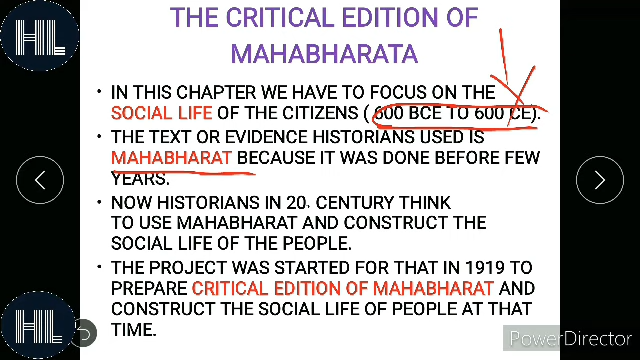 HL
THE CRITICAL EDITION OF
MAHABHARATA
• IN THIS CHAPTER WE HAVE TO FOCUS ON THE
SOCIAL LIFE OF THE CITIZENS ( 600 BCE TO 600 CE).
• THE TEXT OR EVIDENCE HISTORIANS USED IS
MAHABHARAT BECAUSE IT WAS DONE BEFORE FEW
YEARS.
• NOW HISTORIANS IN 20. CENTURY THINK
TO USE MAHABHARAT AND CONSTRUCT THE
SOCIAL LIFE OF THE PEOPLE.
• THE PROJECT WAS STARTED FOR THAT IN 1919 TO
PREPARE CRITICAL EDITION OF MAHABHARAT AND
CONSTRUCT THE SOCIAL LIFE OF PEOPLE AT THAT
TIME.
HL
PowerDirector